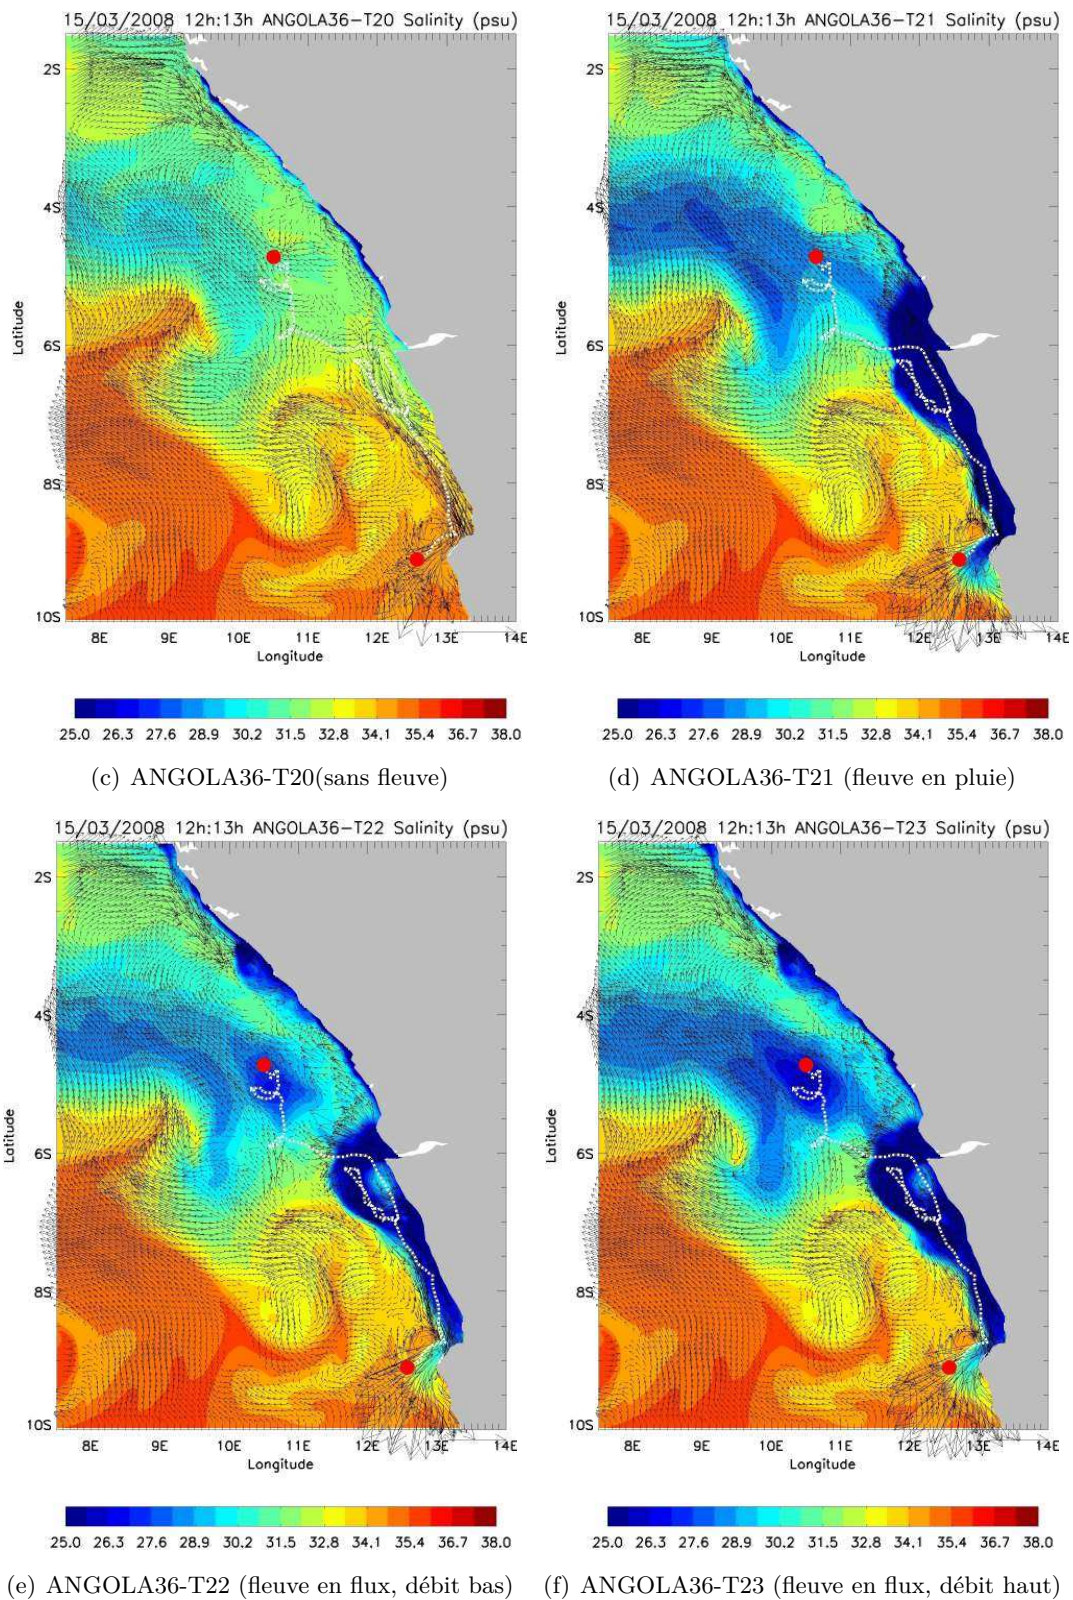 15/03/2008 12h:13h ANGOLA36-T20 Salinity (psu)
2S
4S
6S
8S
10S
Latitude
8E 9E 10E 11E 12E 13E 14E
Longitude
25.0 26.3 27.6 28.9 30.2 31.5 32.8 34.1 35.4 36.7 38.0
(c) ANGOLA36-T20(sans fleuve)
15/03/2008 12h:13h ANGOLA36-T21 Salinity (psu)
2S
4S
6S
8S
10S
Latitude
8E 9E 10E 11E 12E 13E 14E
Longitude
25.0 26.3 27.6 28.9 30.2 31.5 32.8 34.1 35.4 36.7 38.0
(d) ANGOLA36-T21 (fleuve en pluie)
15/03/2008 12h:13h ANGOLA36-T22 Salinity (psu)
2S
4S
6S
8S
10S
Latitude
8E 9E 10E 11E 12E 13E 14E
Longitude
25.0 26.3 27.6 28.9 30.2 31.5 32.8 34.1 35.4 36.7 38.0
(e) ANGOLA36-T22 (fleuve en flux, débit bas)
15/03/2008 12h:13h ANGOLA36-T23 Salinity (psu)
2S
4S
6S
8S
10S
Latitude
8E 9E 10E 11E 12E 13E 14E
Longitude
25.0 26.3 27.6 28.9 30.2 31.5 32.8 34.1 35.4 36.7 38.0
(f) ANGOLA36-T23 (fleuve en flux, débit haut)